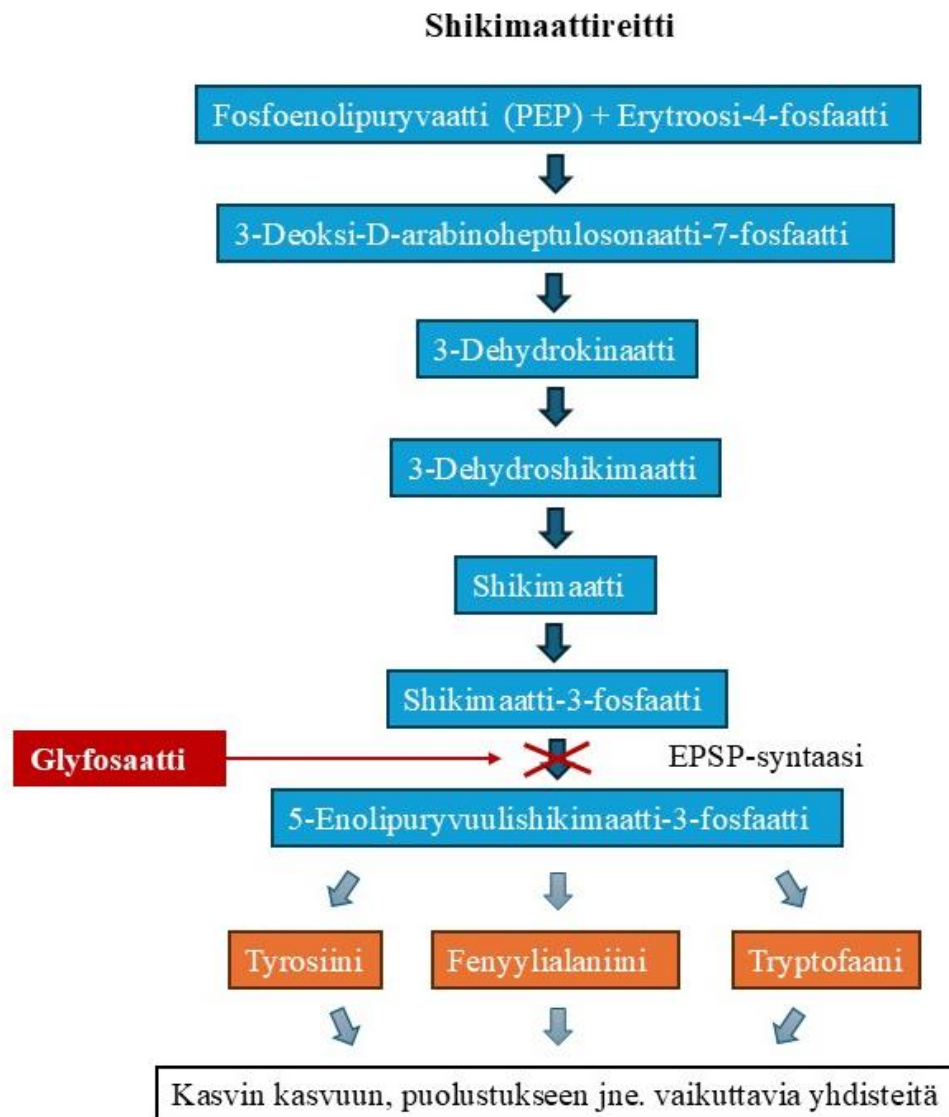 Shikimaattireitti
Fosfoenolipuryvaatti (PEP) + Erytroosi-4-fosfaatti
3-Deoksi-D-arabinoheptulosonaatti-7-fosfaatti
3-Dehydrokinaatti
3-Dehydroshikimaatti
Shikimaatti
Shikimaatti-3-fosfaatti
Glyfosaatti
EPSP-syntaasi
5-Enolipuryvuulishikimaatti-3-fosfaatti
Tyrosiini
Fenyylialaniini
Tryptofaani
Kasvin kasvuun, puolustukseen jne. vaikuttavia yhdisteitä